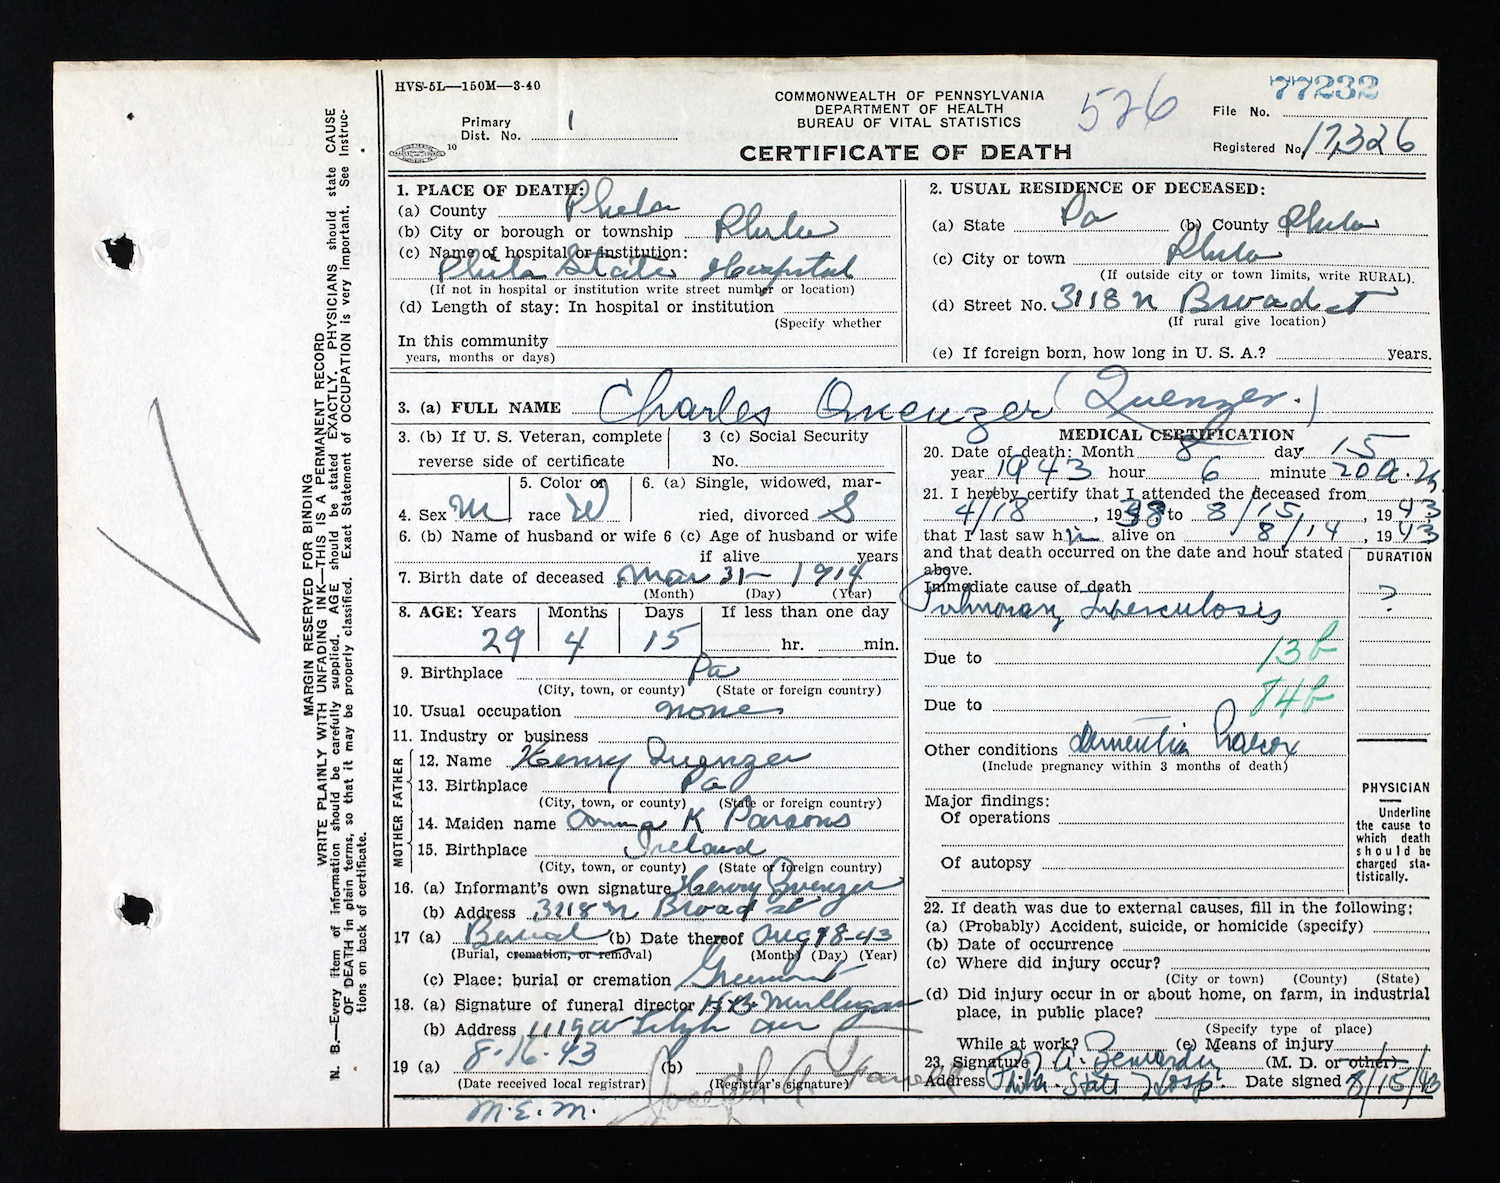 HVS-5L—150M—3-40
Primary
Dist. No. 1
10
COMMONWEALTH OF PENNSYLVANIA
DEPARTMENT OF HEALTH
BUREAU OF VITAL STATISTICS
CERTIFICATE OF DEATH
526
77232
File No.
Registered No. 17,326
1. PLACE OF DEATH:
(a) County Phila
(b) City or borough or township Phila
(c) Name of hospital or institution:
Phila State Hospital
(If not in hospital or institution write street number or location)
(d) Length of stay: In hospital or institution
(Specify whether
In this community
years, months or days)
2. USUAL RESIDENCE OF DECEASED:
(a) State Pa (b) County Phila
(c) City or town Phila
(If outside city or town limits, write RURAL).
(d) Street No. 3118 N Broad st
(If rural give location)
(e) If foreign born, how long in U. S. A.? years.
3. (a) FULL NAME Charles (Quenzer.)
3. (b) If U. S. Veteran, complete
reverse side of certificate
3 (c) Social Security
No.
4. Sex M
5. Color or
race W
6. (a) Single, widowed, mar-
ried, divorced S
6. (b) Name of husband or wife 6 (c) Age of husband or wife
if alive years
7. Birth date of deceased Mar 31 - 1914
(Month) (Day) (Year)
8. AGE: Years Months Days If less than one day
29 4 15 hr. min.
9. Birthplace Pa
(City, town, or county) (State or foreign country)
10. Usual occupation none
11. Industry or business
FATHER
12. Name Henry Quenzer
13. Birthplace Pa
(City, town, or county) (State or foreign country)
MOTHER
14. Maiden name Anna K Parsons
15. Birthplace Ireland
(City, town, or county) (State or foreign country)
16. (a) Informant's own signature Henry Quenzer
(b) Address 3118 N Broad st
17 (a) Burial (b) Date thereof Aug 18-43
(Burial, cremation, or removal) (Month) (Day) (Year)
(c) Place: burial or cremation Greenmount
18. (a) Signature of funeral director H B Mulligan
(b) Address 1119 W Lehigh Ave
19 (a) 8-16-43 (b)
(Date received local registrar) (Registrar's signature)
M.E.M. Joseph A.
MEDICAL CERTIFICATION
20. Date of death: Month 8 day 15
year 1943 hour 6 minute 20 A.M.
21. I hereby certify that I attended the deceased from
4/18, 1938 to 8/15, 1943
that I last saw him alive on 8/14, 1943
and that death occurred on the date and hour stated
above.
DURATION
Immediate cause of death
Pulmonary Tuberculosis ?
13b
Due to
84b
Due to
Other conditions Dementia Praecox
(Include pregnancy within 3 months of death)
Major findings:
Of operations
Of autopsy
PHYSICIAN
Underline
the cause to
which death
should be
charged sta-
tistically.
22. If death was due to external causes, fill in the following:
(a) (Probably) Accident, suicide, or homicide (specify)
(b) Date of occurrence
(c) Where did injury occur?
(City or town) (County) (State)
(d) Did injury occur in or about home, on farm, in industrial
place, in public place?
(Specify type of place)
While at work? (e) Means of injury
23. Signature (M. D. or other)
Address Phila. State Hosp. Date signed 8/15/43
MARGIN RESERVED FOR BINDING
WRITE PLAINLY WITH UNFADING INK—THIS IS A PERMANENT RECORD
N. B.—Every item of information should be carefully supplied. AGE should be stated EXACTLY. PHYSICIANS should state CAUSE
OF DEATH in plain terms, so that it may be properly classified. Exact Statement of OCCUPATION is very important. See Instruc-
tions on back of certificate.